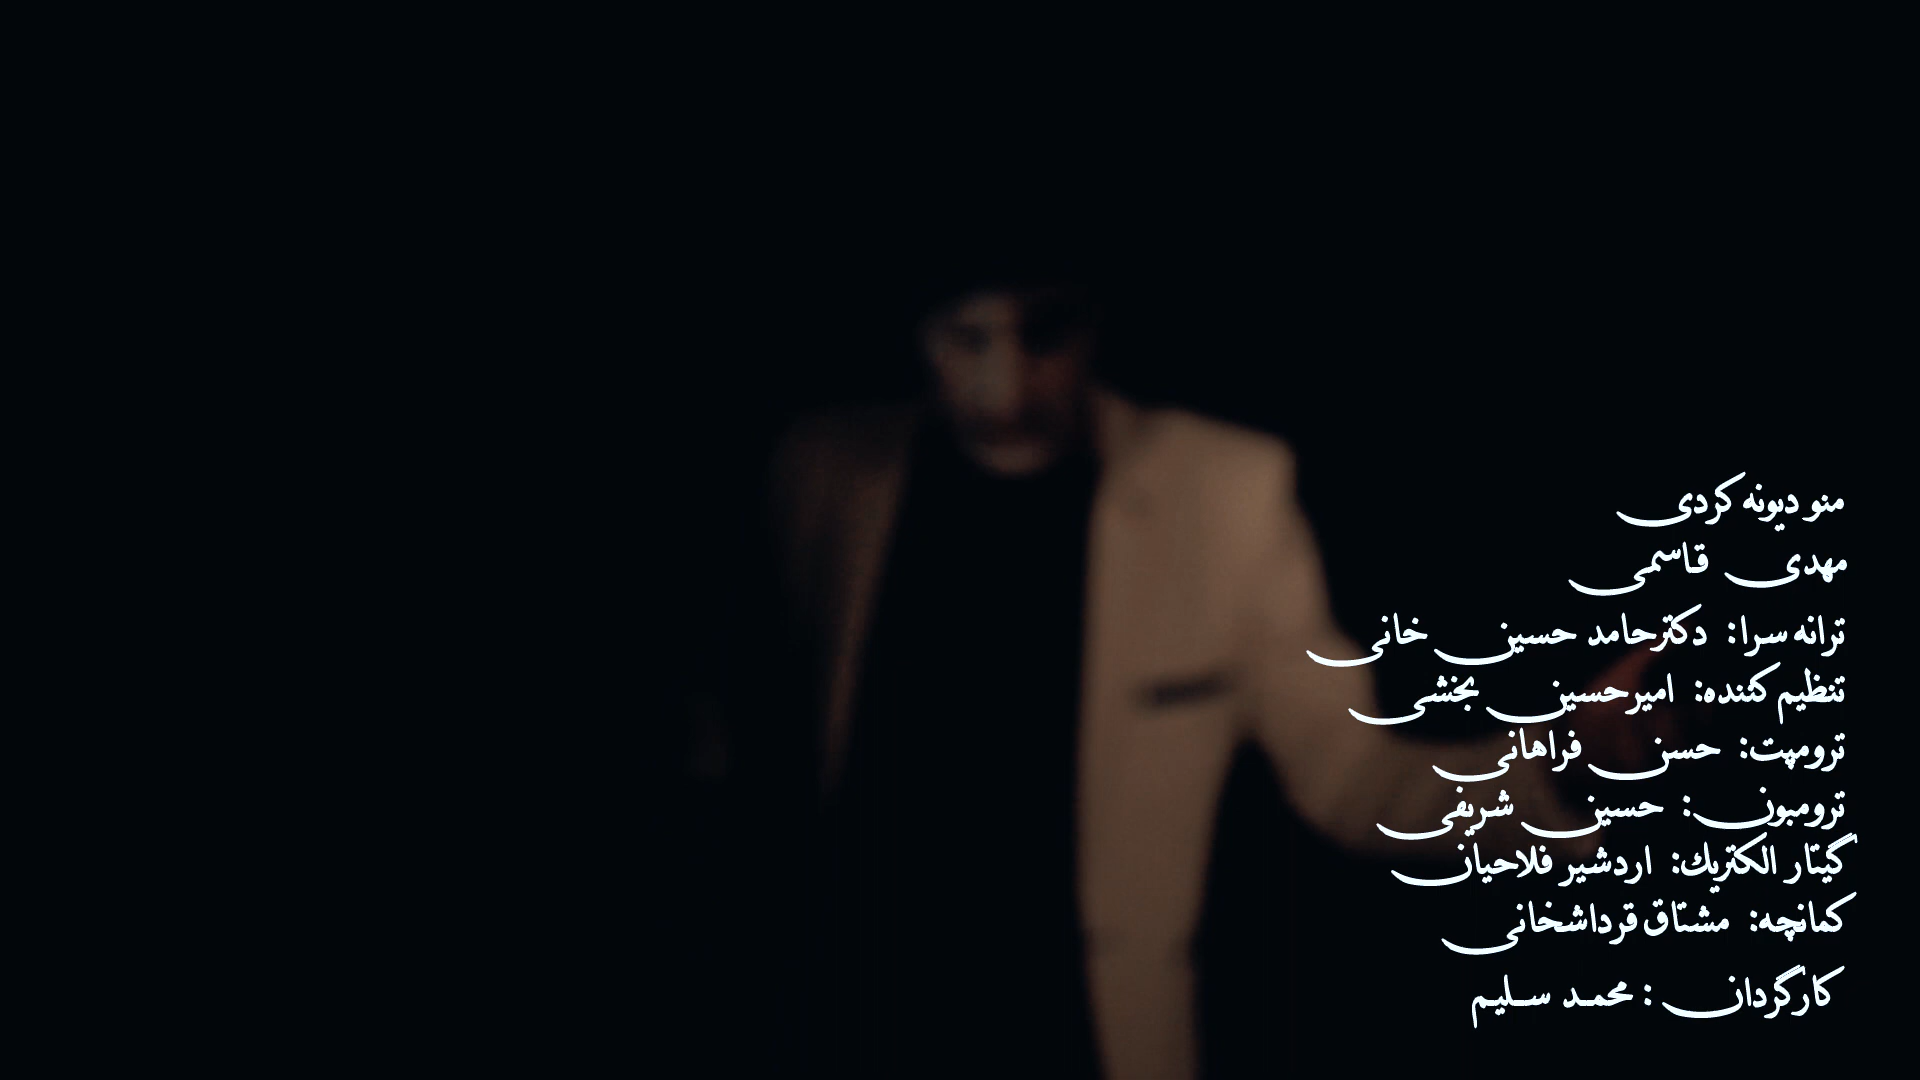 منو دیونه کردی
مهدی قاسمی
ترانه سرا: دکتر حامد حسین خانی
تنظیم کننده: امیرحسین بخشی
ترومپت: حسن فراهانی
ترومبون: حسین شریفی
گیتار الکتریک: اردشیر فلاحیان
کمانچه: مشتاق قرداشخانی
کارگردان: محمد سلیم